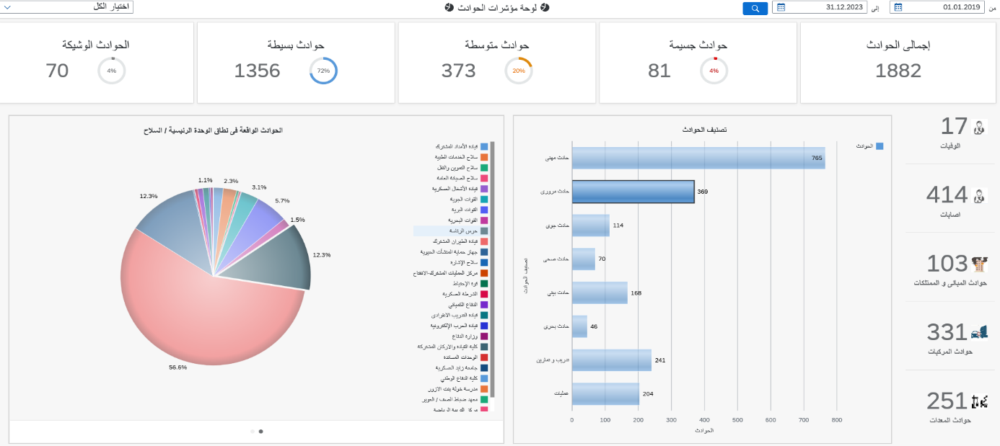 من
01.01.2019
إلى
31.12.2023
لوحة مؤشرات الحوادث
اختيار الكل
إجمالي الحوادث
1882
حوادث جسيمة
81
4%
حوادث متوسطة
373
20%
حوادث بسيطة
1356
72%
الحوادث الوشيكة
70
4%
17
الوفيات
414
اصابات
103
حوادث المباني و الممتلكات
331
حوادث المركبات
251
حوادث المعدات
تصنيف الحوادث
الحوادث
حادث مهني
765
حادث مروري
369
حادث جوي
114
حادث صحي
70
حادث بيئي
168
حادث بحري
46
تدريب و تمارين
241
عمليات
204
تصنيف الحوادث
0
100
200
300
400
500
600
700
800
الحوادث
الحوادث الواقعة في نطاق الوحدة الرئيسية / السلاح
1.1%
2.3%
3.1%
5.7%
1.5%
12.3%
56.6%
12.3%
قيادة الأمداد المشترك
سلاح الخدمات الطبية
سلاح التموين والنقل
سلاح الصيانة العامة
قيادة الأشغال العسكرية
القوات الجوية
القوات البرية
القوات البحرية
حرس الرئاسة
قيادة الطيران المشترك
جهاز حماية المنشآت الحيوية
سلاح الإشارة
مركز العمليات المشترك-الانفتاح
قوة الإحتياط
الشرطة العسكرية
الدفاع الكميائي
قيادة التدريب الانفرادي
قيادة الحرب الإلكترونية
وزارة الدفاع
كلية القيادة والاركان المشتركة
الوحدات المساندة
جامعة زايد العسكرية
كلية الدفاع الوطني
مدرسة خولة بنت الازور
معهد ضباط الصف / العوير
مركز التربية الرياضية